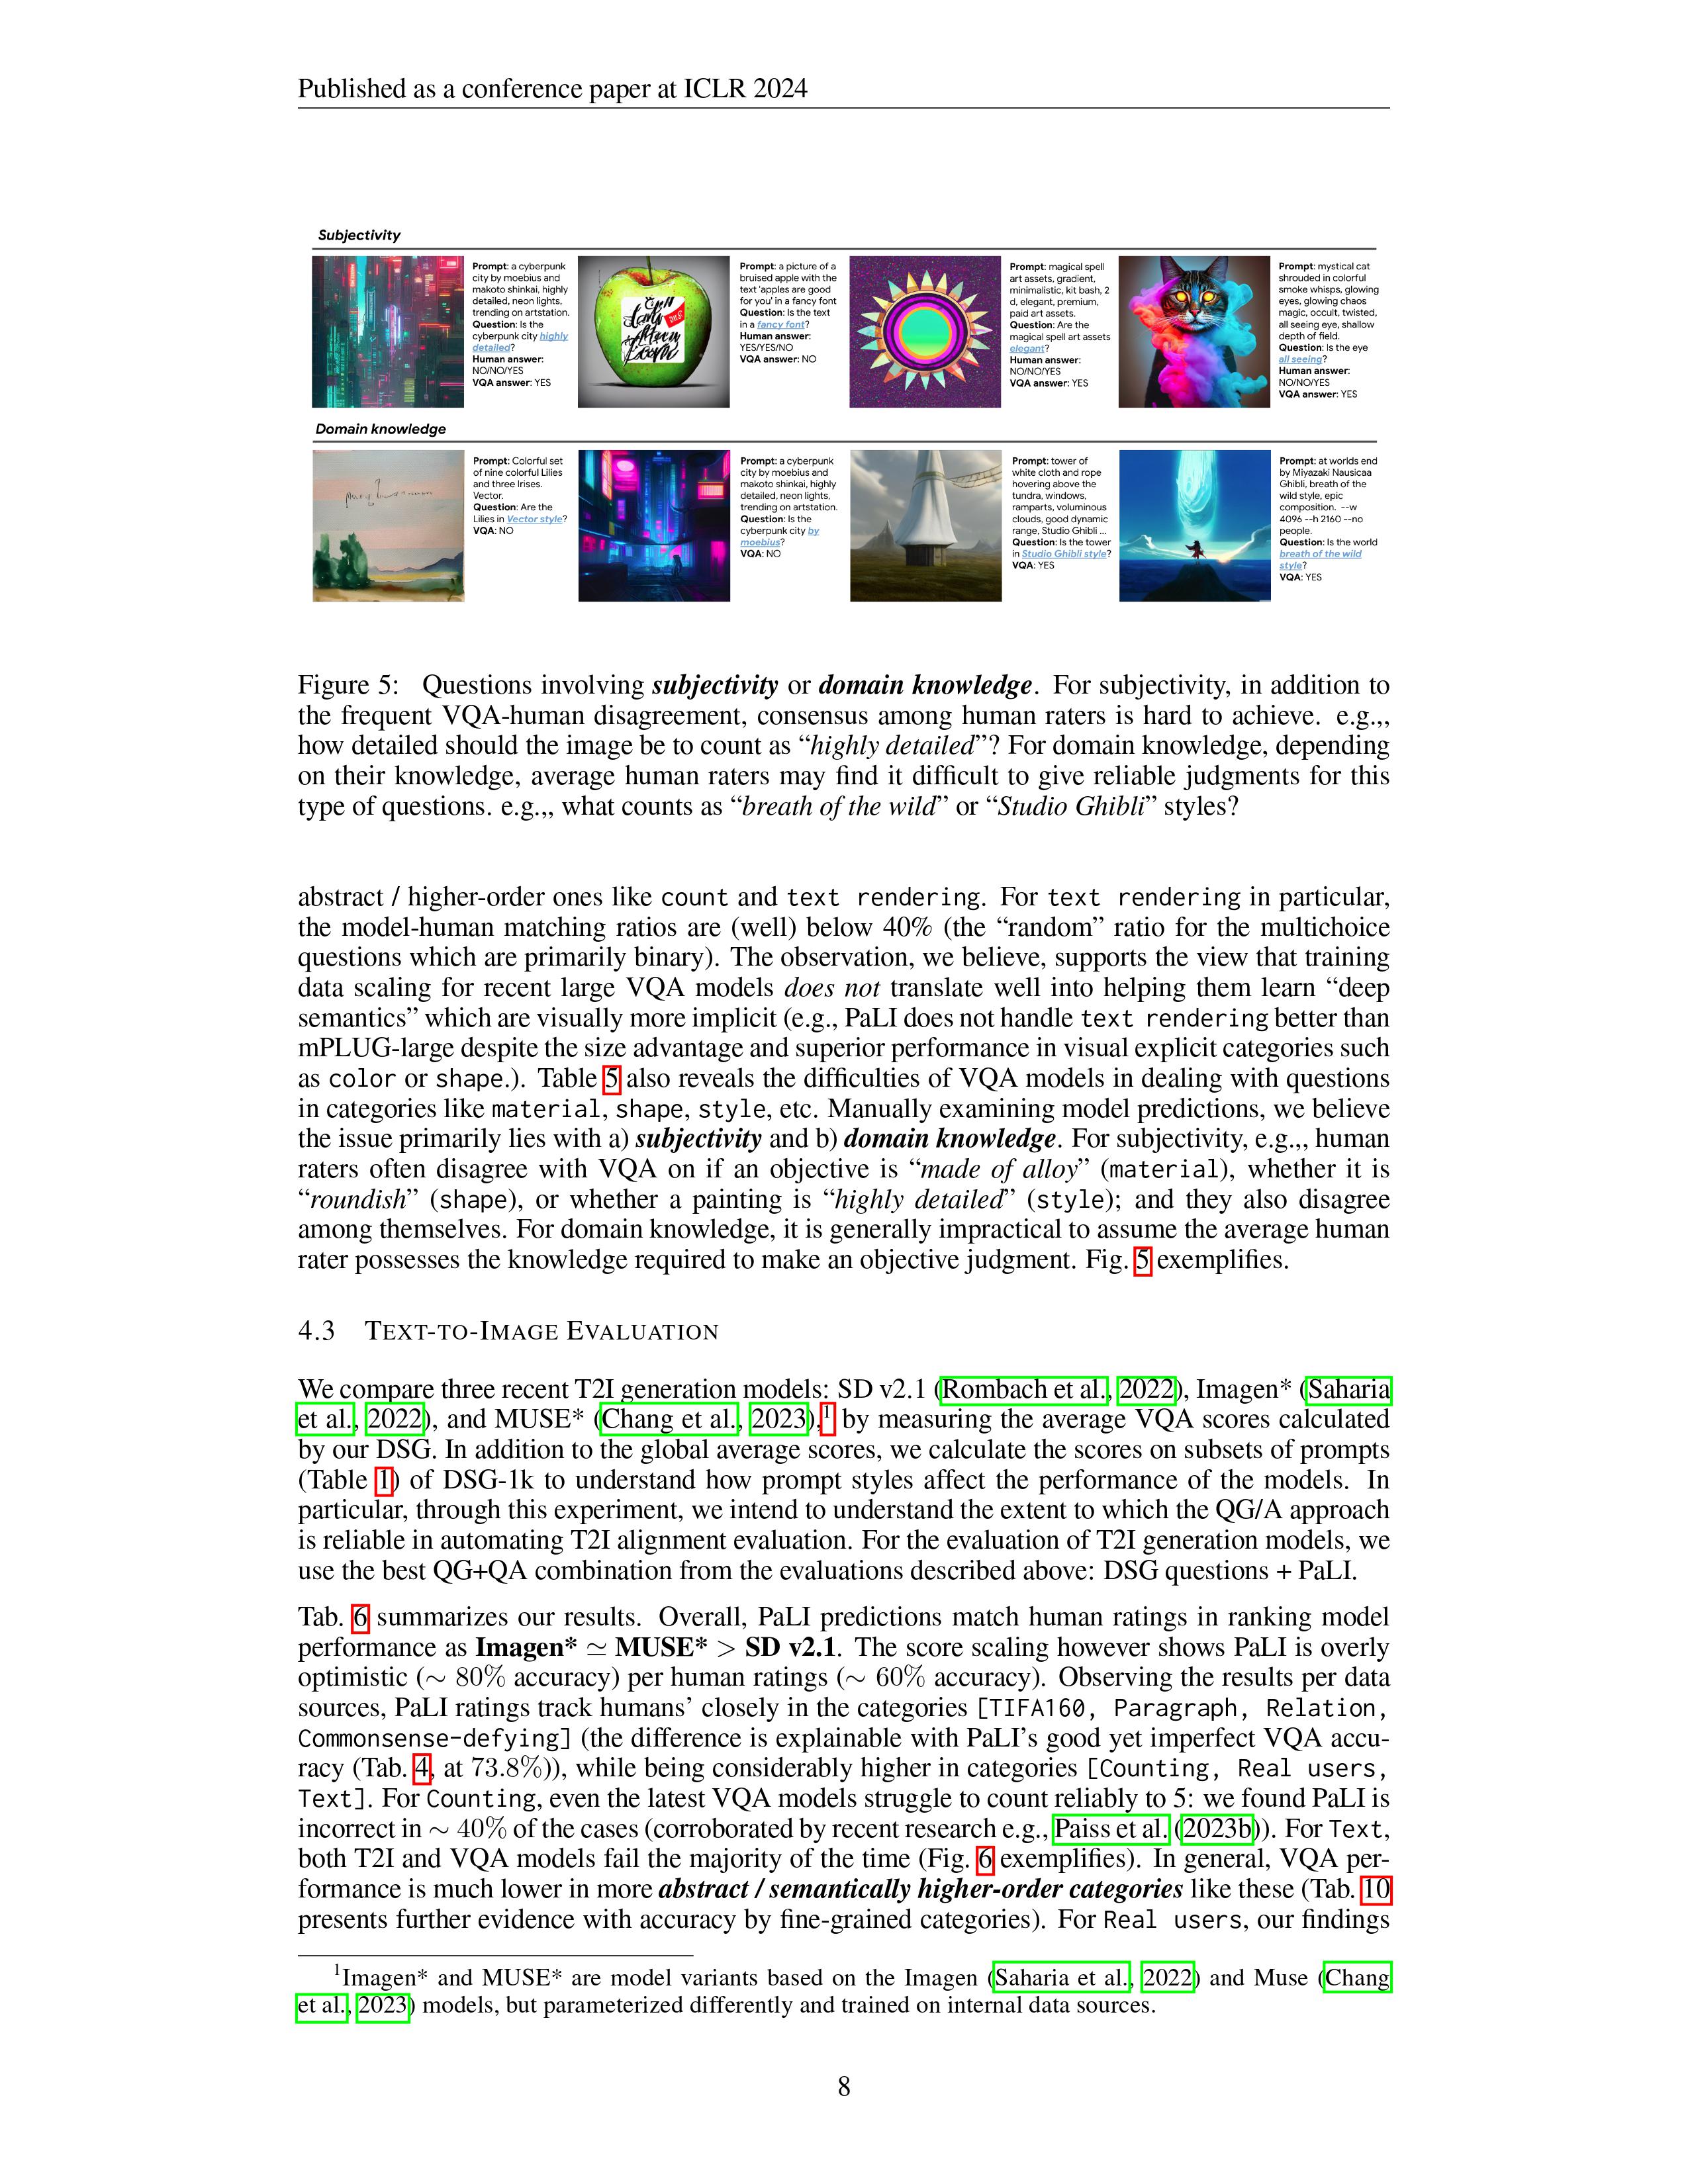 Published as a conference paper at ICLR 2024
Subjectivity
Prompt: a cyberpunk
city by moebius and
makoto shinkai, highly
detailed, neon lights,
trending on artstation.
Question: Is the
cyberpunk city highly
detailed?
Human answer:
NO/NO/YES
VQA answer: YES
Prompt: a picture of a
bruised apple with the
text 'apples are good
for you' in a fancy font
Question: Is the text
in a fancy font?
Human answer:
YES/YES/NO
VQA answer: NO
Prompt: magical spell
art assets, gradient,
minimalistic, kit bash, 2
d, elegant, premium,
paid art assets.
Question: Are the
magical spell art assets
elegant?
Human answer:
NO/NO/YES
VQA answer: YES
Prompt: mystical cat
shrouded in colorful
smoke whisps, glowing
eyes, glowing chaos
magic, occult, twisted,
all seeing eye, shallow
depth of field.
Question: Is the eye
all seeing?
Human answer:
NO/NO/YES
VQA answer: YES
Domain knowledge
Prompt: Colorful set
of nine colorful Lilies
and three Irises.
Vector.
Question: Are the
Lilies in Vector style?
VQA: NO
Prompt: a cyberpunk
city by moebius and
makoto shinkai, highly
detailed, neon lights,
trending on artstation.
Question: Is the
cyberpunk city by
moebius?
VQA: NO
Prompt: tower of
white cloth and rope
hovering above the
tundra, windows,
ramparts, voluminous
clouds, good dynamic
range, Studio Ghibli ...
Question: Is the tower
in Studio Ghibli style?
VQA: YES
Prompt: at worlds end
by Miyazaki Nausicaa
Ghibli, breath of the
wild style, epic
composition. --w
4096 --h 2160 --no
people.
Question: Is the world
breath of the wild
style?
VQA: YES
Figure 5: Questions involving subjectivity or domain knowledge. For subjectivity, in addition to
the frequent VQA-human disagreement, consensus among human raters is hard to achieve. e.g.,,
how detailed should the image be to count as “highly detailed”? For domain knowledge, depending
on their knowledge, average human raters may find it difficult to give reliable judgments for this
type of questions. e.g.,, what counts as “breath of the wild” or “Studio Ghibli” styles?
abstract / higher-order ones like count and text rendering. For text rendering in particular,
the model-human matching ratios are (well) below 40% (the “random” ratio for the multichoice
questions which are primarily binary). The observation, we believe, supports the view that training
data scaling for recent large VQA models does not translate well into helping them learn “deep
semantics” which are visually more implicit (e.g., PaLI does not handle text rendering better than
mPLUG-large despite the size advantage and superior performance in visual explicit categories such
as color or shape.). Table 5 also reveals the difficulties of VQA models in dealing with questions
in categories like material, shape, style, etc. Manually examining model predictions, we believe
the issue primarily lies with a) subjectivity and b) domain knowledge. For subjectivity, e.g.,, human
raters often disagree with VQA on if an objective is “made of alloy” (material), whether it is
“roundish” (shape), or whether a painting is “highly detailed” (style); and they also disagree
among themselves. For domain knowledge, it is generally impractical to assume the average human
rater possesses the knowledge required to make an objective judgment. Fig. 5 exemplifies.
4.3 TEXT-TO-IMAGE EVALUATION
We compare three recent T2I generation models: SD v2.1 (Rombach et al., 2022), Imagen* (Saharia
et al., 2022), and MUSE* (Chang et al., 2023),1 by measuring the average VQA scores calculated
by our DSG. In addition to the global average scores, we calculate the scores on subsets of prompts
(Table 1) of DSG-1k to understand how prompt styles affect the performance of the models. In
particular, through this experiment, we intend to understand the extent to which the QG/A approach
is reliable in automating T2I alignment evaluation. For the evaluation of T2I generation models, we
use the best QG+QA combination from the evaluations described above: DSG questions + PaLI.
Tab. 6 summarizes our results. Overall, PaLI predictions match human ratings in ranking model
performance as Imagen* ≃ MUSE* > SD v2.1. The score scaling however shows PaLI is overly
optimistic (∼ 80% accuracy) per human ratings (∼ 60% accuracy). Observing the results per data
sources, PaLI ratings track humans’ closely in the categories [TIFA160, Paragraph, Relation,
Commonsense-defying] (the difference is explainable with PaLI’s good yet imperfect VQA accu-
racy (Tab. 4, at 73.8%)), while being considerably higher in categories [Counting, Real users,
Text]. For Counting, even the latest VQA models struggle to count reliably to 5: we found PaLI is
incorrect in ∼ 40% of the cases (corroborated by recent research e.g., Paiss et al. (2023b)). For Text,
both T2I and VQA models fail the majority of the time (Fig. 6 exemplifies). In general, VQA per-
formance is much lower in more abstract / semantically higher-order categories like these (Tab. 10
presents further evidence with accuracy by fine-grained categories). For Real users, our findings
1Imagen* and MUSE* are model variants based on the Imagen (Saharia et al., 2022) and Muse (Chang
et al., 2023) models, but parameterized differently and trained on internal data sources.
8